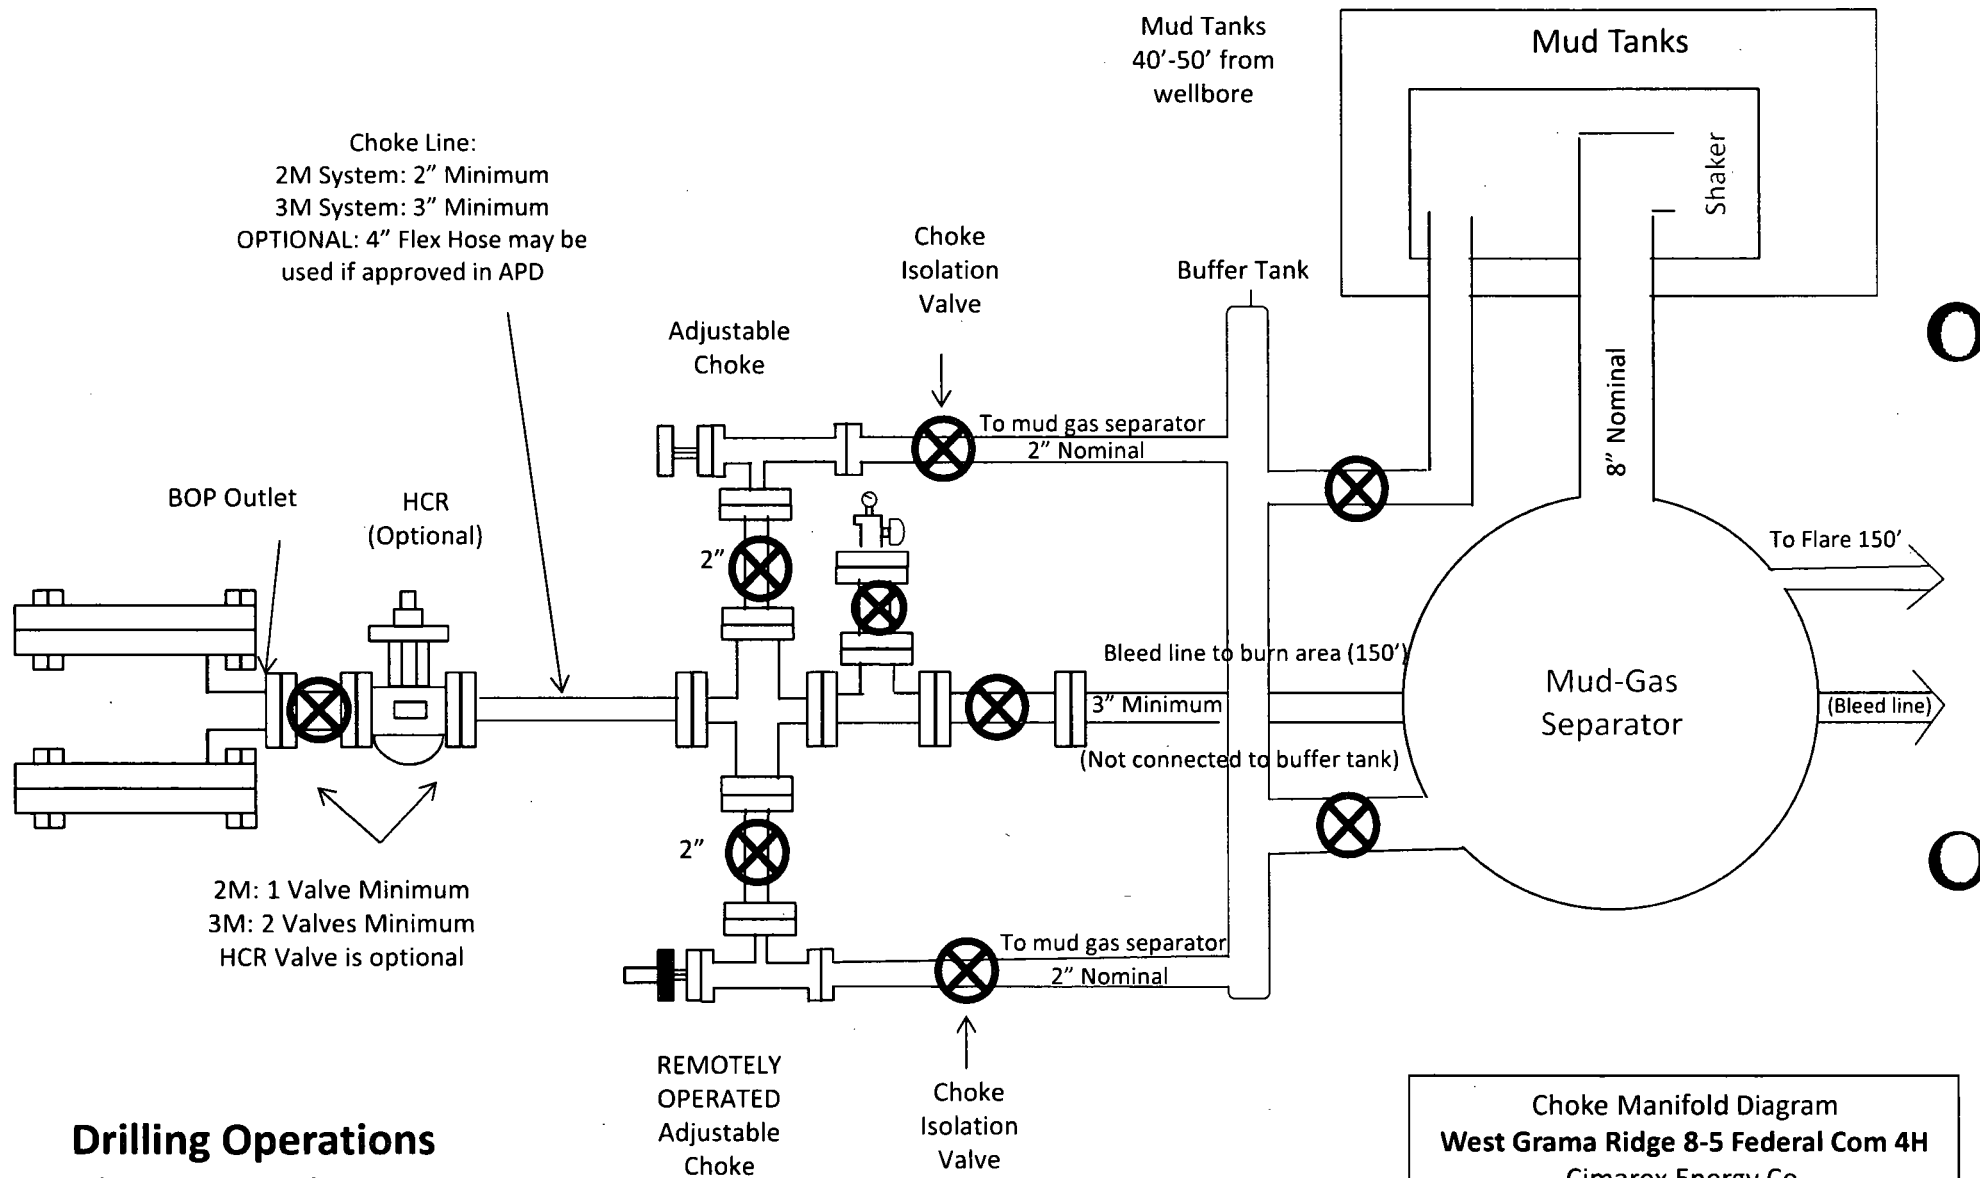 Mud Tanks
40’-50’ from
wellbore
Mud Tanks
Shaker
Choke Line:
2M System: 2” Minimum
3M System: 3” Minimum
OPTIONAL: 4” Flex Hose may be
used if approved in APD
Choke
Isolation
Valve
Buffer Tank
Adjustable
Choke
8” Nominal
To mud gas separator
2” Nominal
BOP Outlet
HCR
(Optional)
2”
To Flare 150’
Bleed line to burn area (150’)
3” Minimum
(Not connected to buffer tank)
Mud-Gas
Separator
(Bleed line)
2”
2M: 1 Valve Minimum
3M: 2 Valves Minimum
HCR Valve is optional
To mud gas separator
2” Nominal
REMOTELY
OPERATED
Adjustable
Choke
Choke
Isolation
Valve
Drilling Operations
Choke Manifold Diagram
West Grama Ridge 8-5 Federal Com 4H
Cimarex Energy Co.